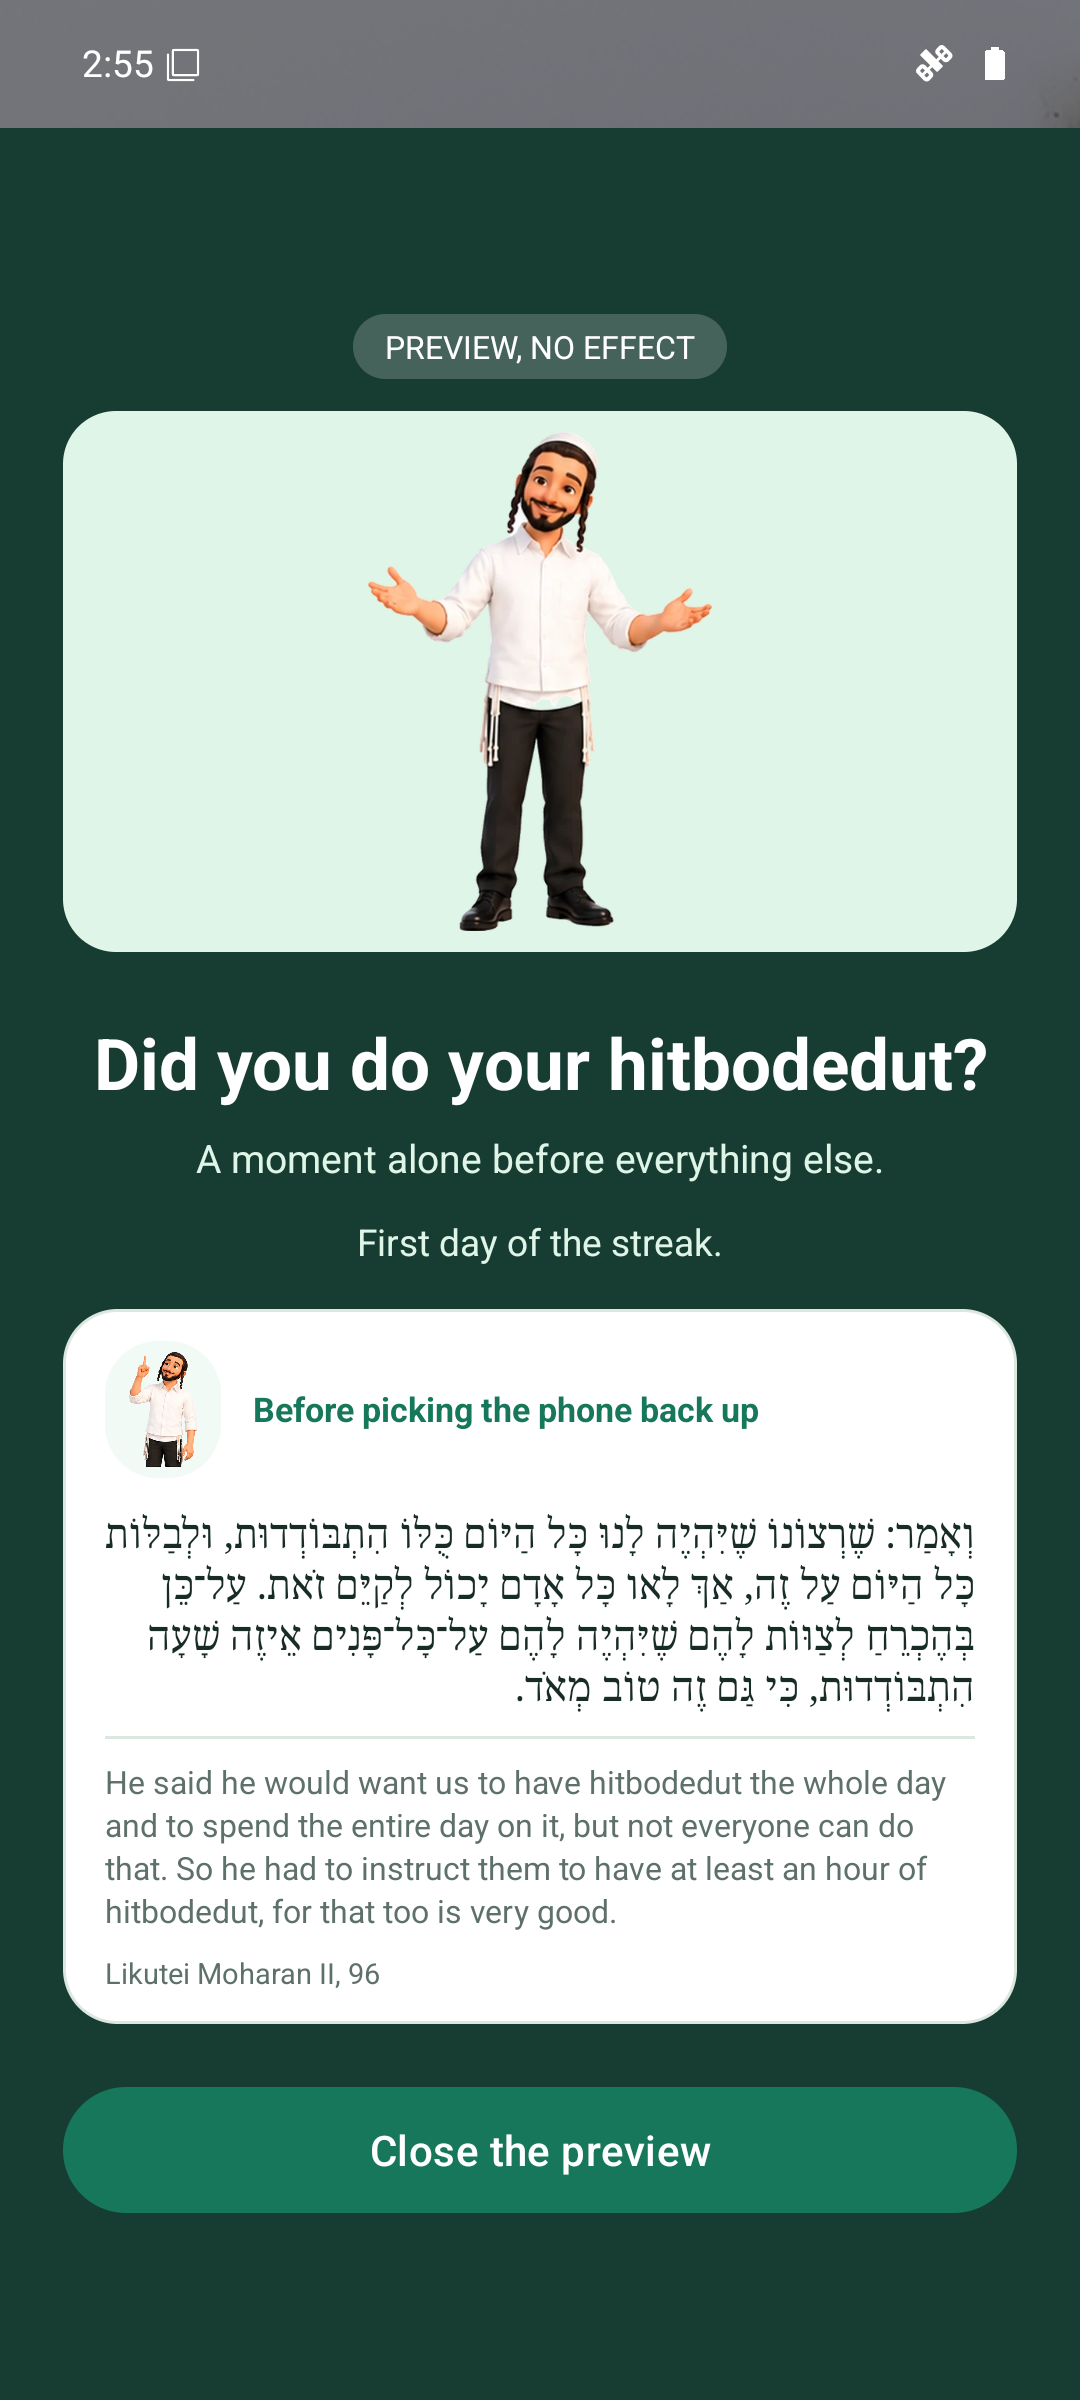 2:55
PREVIEW, NO EFFECT
Did you do your hitbodedut?
A moment alone before everything else.
First day of the streak.
Before picking the phone back up
וְאָמַר: שֶׁרְצוֹנוֹ שֶׁיִּהְיֶה לָנוּ כָּל הַיּוֹם כֻּלּוֹ הִתְבּוֹדְדוּת, וּלְבַלּוֹת
כָּל הַיּוֹם עַל זֶה, אַךְ לָאו כָּל אָדָם יָכוֹל לְקַיֵּם זֹאת. עַל־כֵּן
בְּהֶכְרֵחַ לְצַוּוֹת לָהֶם שֶׁיִּהְיֶה לָהֶם עַל־כָּל־פָּנִים אֵיזֶה שָׁעָה
הִתְבּוֹדְדוּת, כִּי גַּם זֶה טוֹב מְאֹד.
He said he would want us to have hitbodedut the whole day
and to spend the entire day on it, but not everyone can do
that. So he had to instruct them to have at least an hour of
hitbodedut, for that too is very good.
Likutei Moharan II, 96
Close the preview